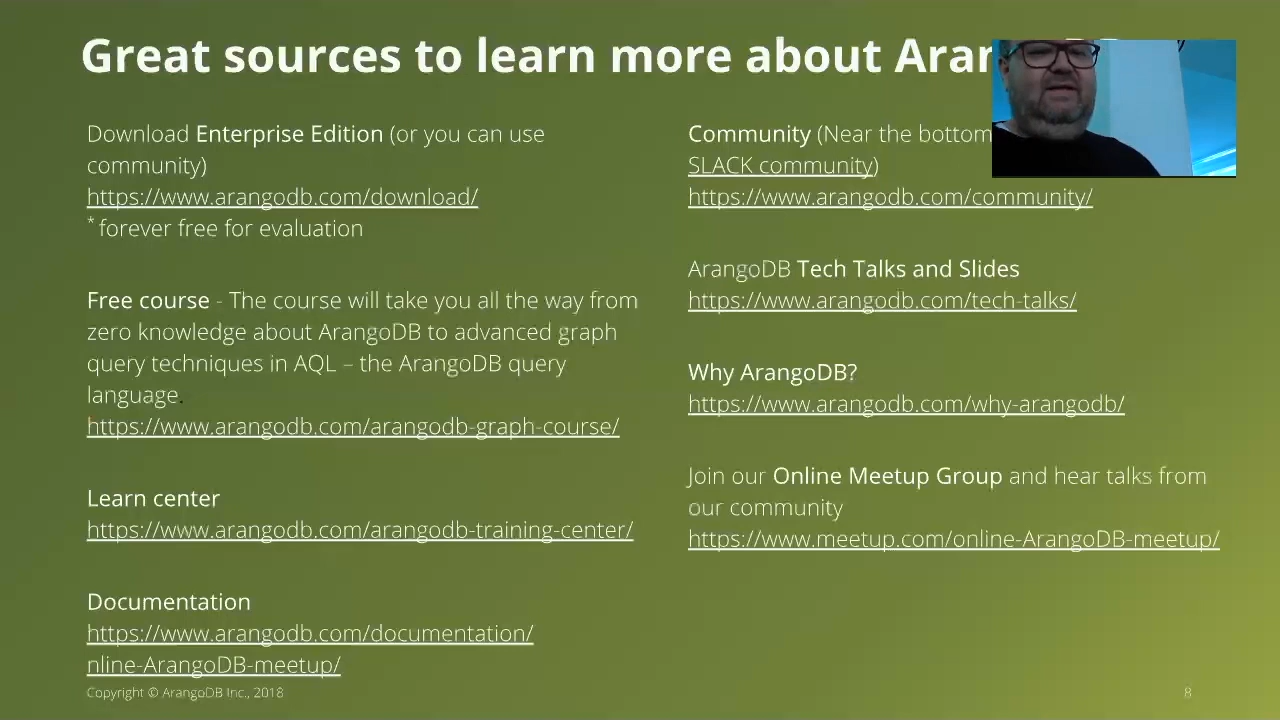 Great sources to learn more about Aran
Download Enterprise Edition (or you can use
community)
https://www.arangodb.com/download/
* forever free for evaluation
Free course - The course will take you all the way from
zero knowledge about ArangoDB to advanced graph
query techniques in AQL – the ArangoDB query
language.
https://www.arangodb.com/arangodb-graph-course/
Learn center
https://www.arangodb.com/arangodb-training-center/
Documentation
https://www.arangodb.com/documentation/
nline-ArangoDB-meetup/
Community (Near the bottom
SLACK community)
https://www.arangodb.com/community/
ArangoDB Tech Talks and Slides
https://www.arangodb.com/tech-talks/
Why ArangoDB?
https://www.arangodb.com/why-arangodb/
Join our Online Meetup Group and hear talks from
our community
https://www.meetup.com/online-ArangoDB-meetup/
Copyright © ArangoDB Inc., 2018
8